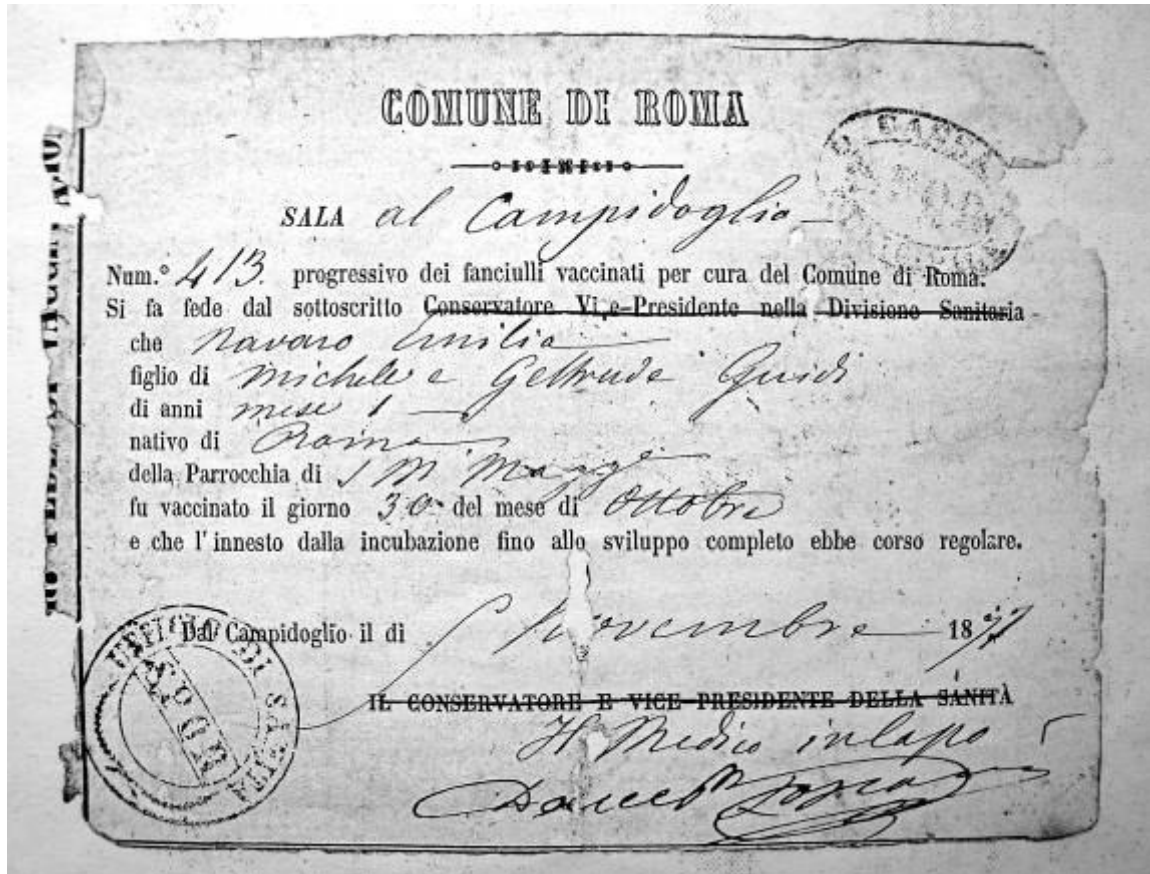 COMUNE DI ROMA
SALA al Campidoglio
Num.° 413. progressivo dei fanciulli vaccinati per cura del Comune di Roma.
Si fa fede dal sottoscritto Conservatore Vice-Presidente nella Divisione Sanitaria
che Navaro Emilia
figlio di Michele e Geltrude Guidi
di anni mese 1
nativo di Roma
della Parrocchia di S M Magg
fu vaccinato il giorno 30 del mese di Ottobre
e che l'innesto dalla incubazione fino allo sviluppo completo ebbe corso regolare.
Dal Campidoglio il dì Novembre 18
IL CONSERVATORE E VICE PRESIDENTE DELLA SANITÀ
Il Medico in capo
UFFICIO DI SANITA
S P Q R